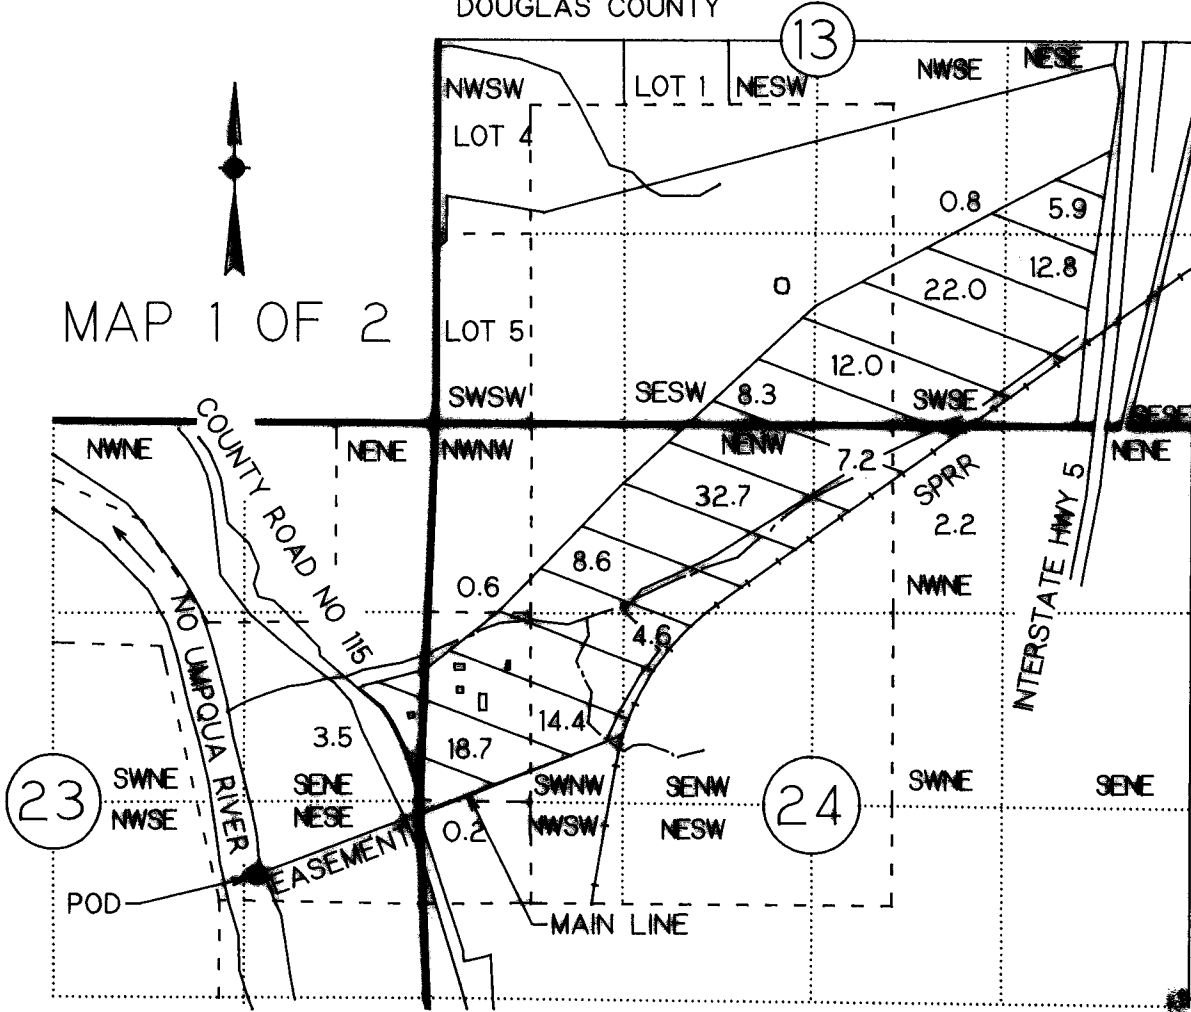 DOUGLAS COUNTY
13
NWSW
LOT 1
NESW
NWSE
NESE
LOT 4
0.8
5.9
12.8
22.0
MAP 1 OF 2
LOT 5
12.0
SWSW
SESW
8.3
SWSE
SESE
NWNE
COUNTY ROAD NO 115
NENE
NWNW
NENW
NENE
7.2
SPRR
32.7
2.2
INTERSTATE HWY 5
8.6
0.6
NWNE
NO UMPQUA RIVER
4.6
14.4
3.5
18.7
23
SWNE
SENE
SWNW
SENW
SWNE
SENE
NWSE
NESE
0.2
NWSW
NESW
24
EASEMENT
POD
MAIN LINE